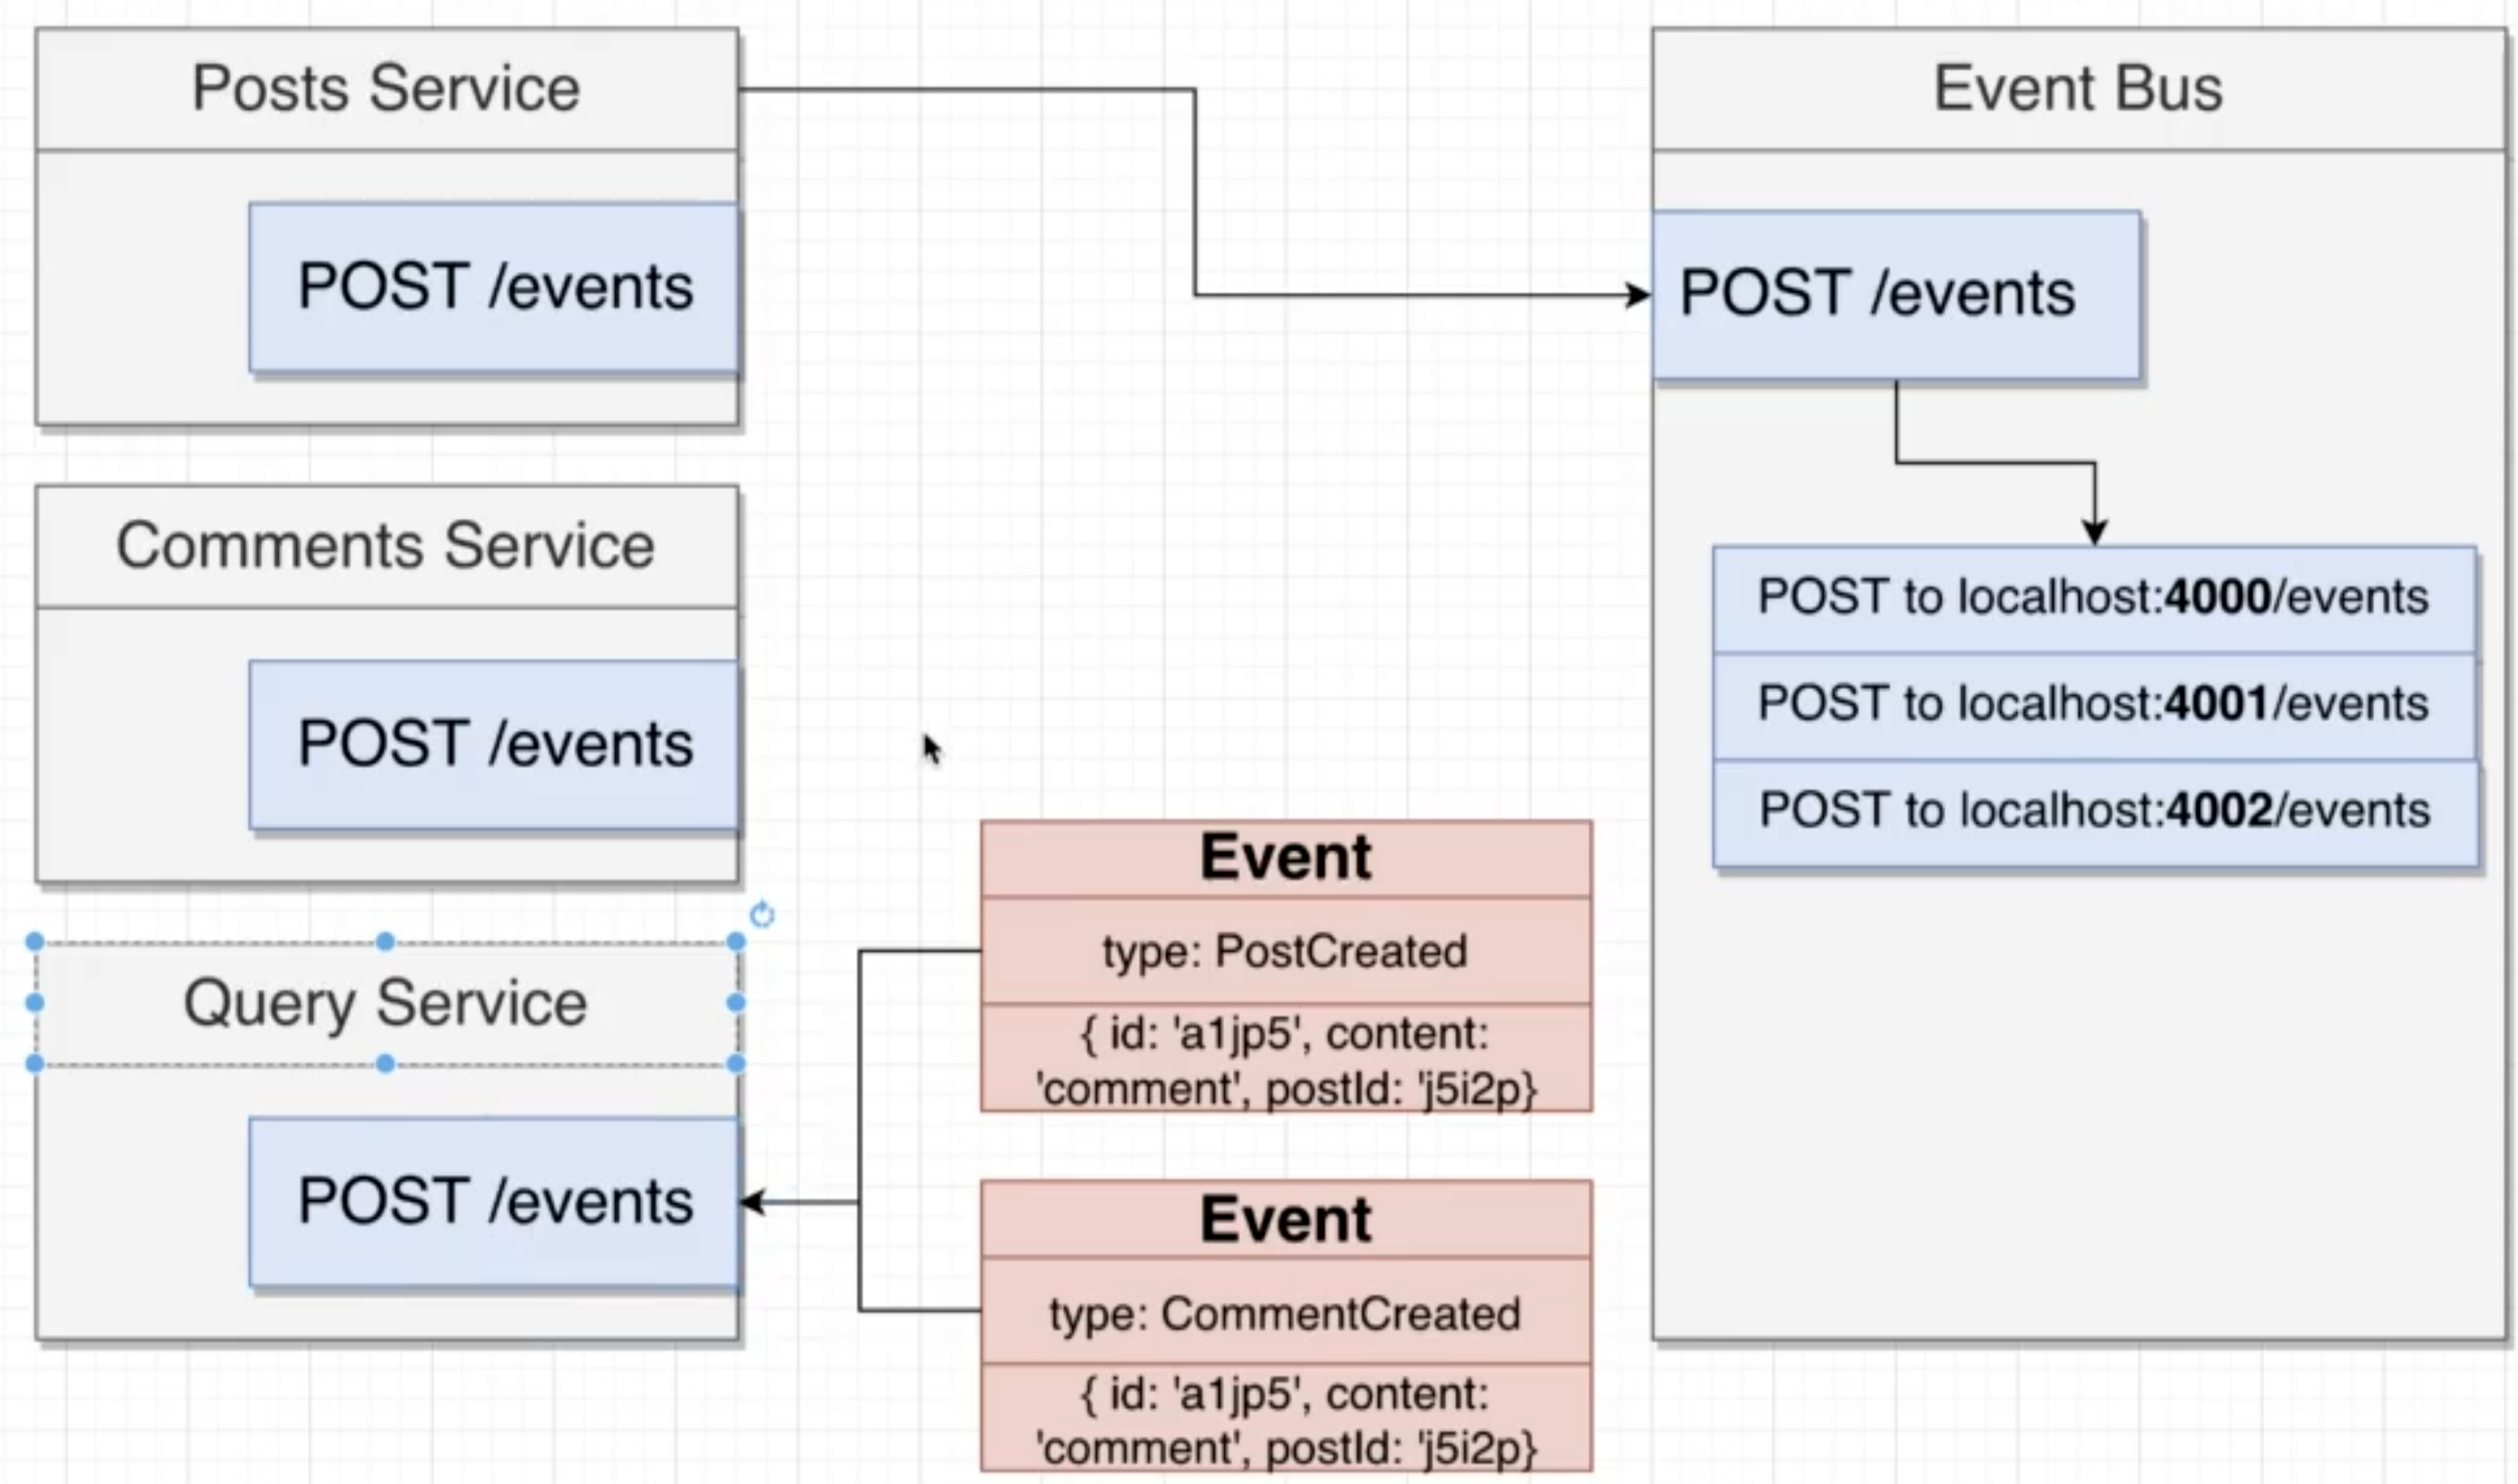 Posts Service
POST /events
Comments Service
POST /events
Query Service
POST /events
Event
type: PostCreated
{ id: 'a1jp5', content:
'comment', postId: 'j5i2p}
Event
type: CommentCreated
{ id: 'a1jp5', content:
'comment', postId: 'j5i2p}
Event Bus
POST /events
POST to localhost:4000/events
POST to localhost:4001/events
POST to localhost:4002/events